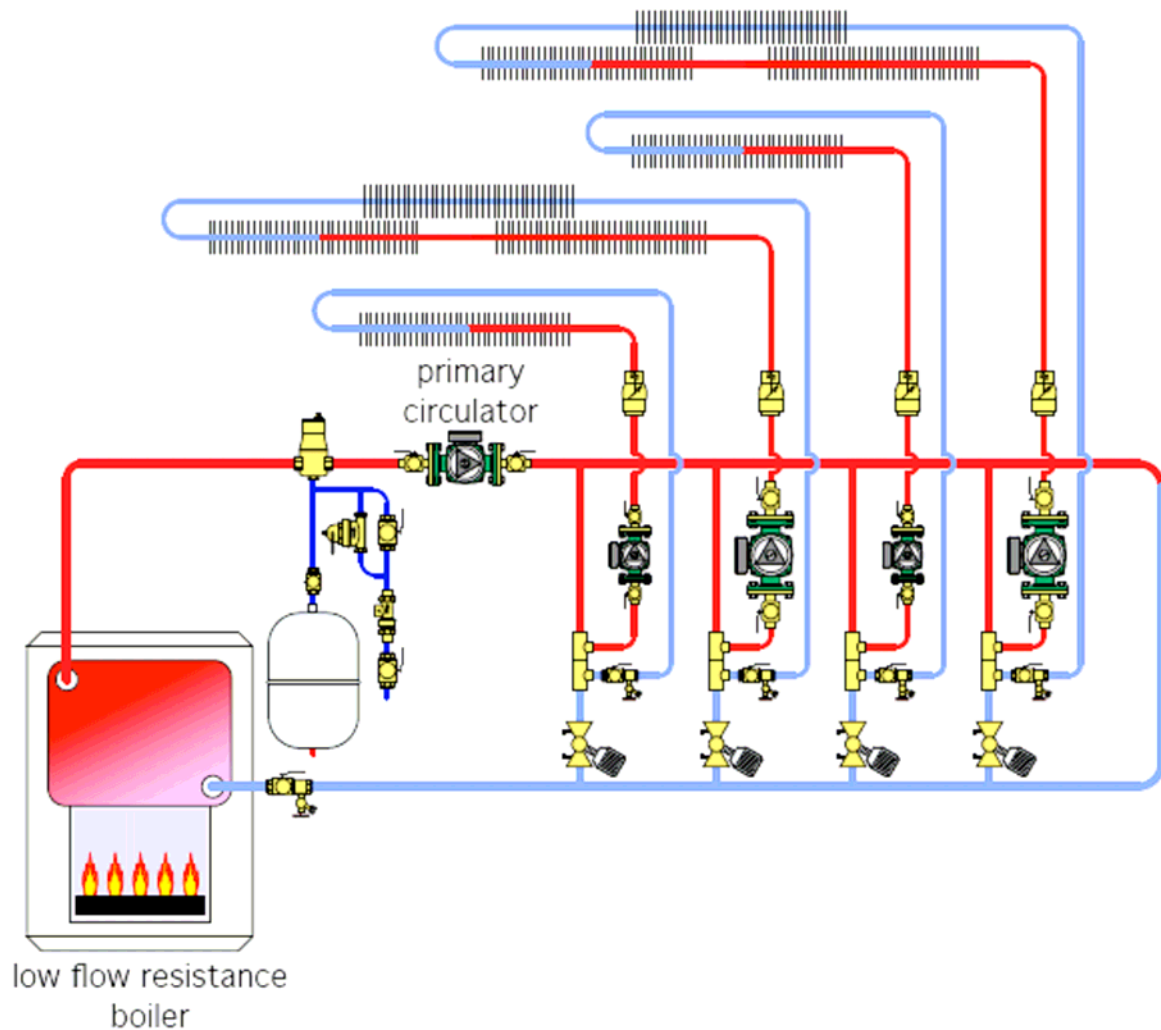 primary
circulator
low flow resistance
boiler